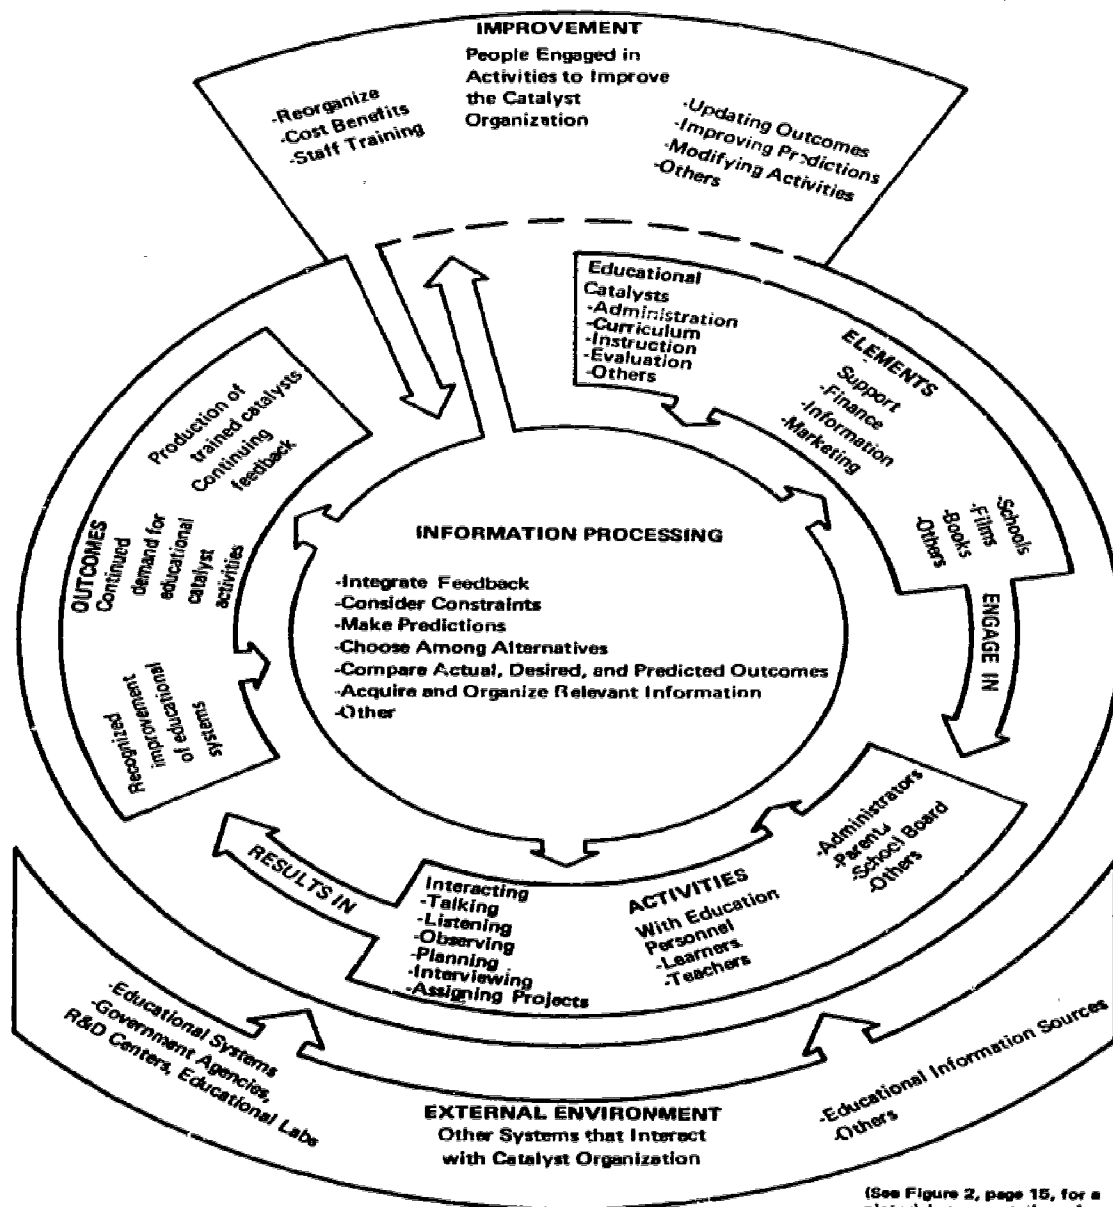 IMPROVEMENT
People Engaged in
Activities to Improve
the Catalyst
Organization
-Reorganize
-Cost Benefits
-Staff Training
-Updating Outcomes
-Improving Predictions
-Modifying Activities
-Others
Educational
Catalysts
-Administration
-Curriculum
-Instruction
-Evaluation
-Others
ELEMENTS
Support
-Finance
-Information
-Marketing
-Schools
-Films
-Books
-Others
ENGAGE IN
INFORMATION PROCESSING
-Integrate Feedback
-Consider Constraints
-Make Predictions
-Choose Among Alternatives
-Compare Actual, Desired, and Predicted Outcomes
-Acquire and Organize Relevant Information
-Other
Production of
trained catalysts
Continuing
feedback
OUTCOMES
Continued
demand for
educational
catalyst
activities
Recognized
improvement
of educational
systems
RESULTS IN
Interacting
-Talking
-Listening
-Observing
-Planning
-Interviewing
-Assigning Projects
ACTIVITIES
With Education
Personnel
-Learners
-Teachers
-Administrators
-Parents
-School Board
-Others
-Educational Systems
-Government Agencies,
R&D Centers, Educational Labs
EXTERNAL ENVIRONMENT
Other Systems that Interact
with Catalyst Organization
-Educational Information Sources
-Others
(See Figure 2, page 15, for a